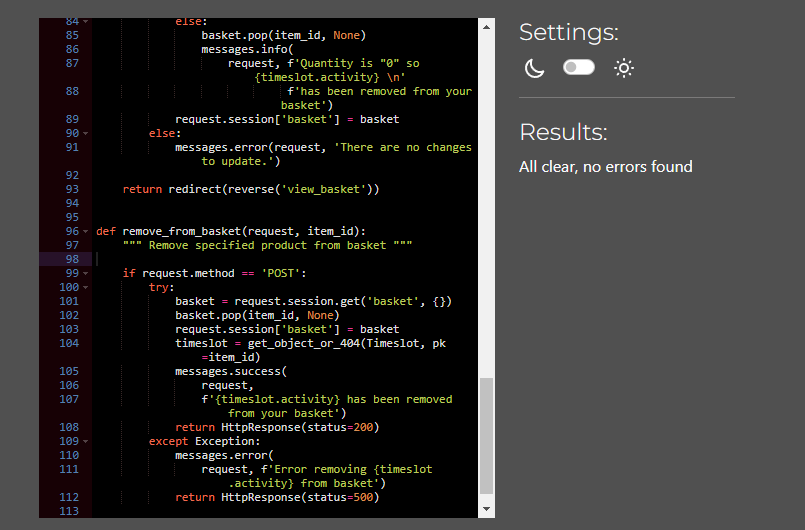 84 else:
85 basket.pop(item_id, None)
86 messages.info(
87 request, f'Quantity is "0" so
{timeslot.activity} \n'
88 f'has been removed from your
basket')
89 request.session['basket'] = basket
90 else:
91 messages.error(request, 'There are no changes
to update.')
92
93 return redirect(reverse('view_basket'))
94
95
96 def remove_from_basket(request, item_id):
97 """ Remove specified product from basket """
98
99 if request.method == 'POST':
100 try:
101 basket = request.session.get('basket', {})
102 basket.pop(item_id, None)
103 request.session['basket'] = basket
104 timeslot = get_object_or_404(Timeslot, pk
=item_id)
105 messages.success(
106 request,
107 f'{timeslot.activity} has been removed
from your basket')
108 return HttpResponse(status=200)
109 except Exception:
110 messages.error(
111 request, f'Error removing {timeslot
.activity} from basket')
112 return HttpResponse(status=500)
113
Settings:
Results:
All clear, no errors found